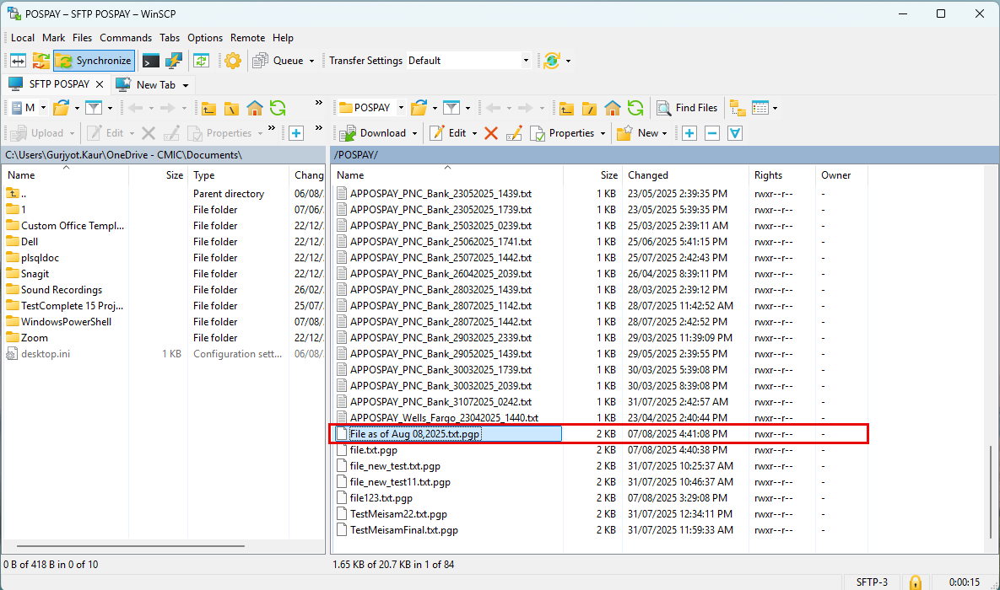 POSPAY – SFTP POSPAY – WinSCP
Local Mark Files Commands Tabs Options Remote Help
Synchronize Queue Transfer Settings Default
SFTP POSPAY New Tab
M » POSPAY Find Files
Upload Edit Properties » » Download Edit Properties New
C:\Users\Gurjyot.Kaur\OneDrive - CMIC\Documents\ /POSPAY/
Name Size Type Chang
.. Parent directory 06/08/
1 File folder 07/06/
Custom Office Templ... File folder 22/12/
Dell File folder 22/12/
plsqldoc File folder 22/12/
Snagit File folder 22/12/
Sound Recordings File folder 26/02/
TestComplete 15 Proj... File folder 25/07/
WindowsPowerShell File folder 07/08/
Zoom File folder 22/12/
desktop.ini 1 KB Configuration sett... 06/08/
Name Size Changed Rights Owner
APPOSPAY_PNC_Bank_23052025_1439.txt 1 KB 23/05/2025 2:39:35 PM rwxr--r-- -
APPOSPAY_PNC_Bank_23052025_1739.txt 1 KB 23/05/2025 5:39:35 PM rwxr--r-- -
APPOSPAY_PNC_Bank_25032025_0239.txt 1 KB 25/03/2025 2:39:11 AM rwxr--r-- -
APPOSPAY_PNC_Bank_25062025_1741.txt 1 KB 25/06/2025 5:41:15 PM rwxr--r-- -
APPOSPAY_PNC_Bank_25072025_1442.txt 1 KB 25/07/2025 2:42:43 PM rwxr--r-- -
APPOSPAY_PNC_Bank_26042025_2039.txt 1 KB 26/04/2025 8:39:11 PM rwxr--r-- -
APPOSPAY_PNC_Bank_28032025_1439.txt 1 KB 28/03/2025 2:39:12 PM rwxr--r-- -
APPOSPAY_PNC_Bank_28072025_1142.txt 1 KB 28/07/2025 11:42:52 AM rwxr--r-- -
APPOSPAY_PNC_Bank_28072025_1442.txt 1 KB 28/07/2025 2:42:52 PM rwxr--r-- -
APPOSPAY_PNC_Bank_29032025_2339.txt 1 KB 29/03/2025 11:39:09 PM rwxr--r-- -
APPOSPAY_PNC_Bank_29052025_1439.txt 1 KB 29/05/2025 2:39:55 PM rwxr--r-- -
APPOSPAY_PNC_Bank_30032025_1739.txt 1 KB 30/03/2025 5:39:08 PM rwxr--r-- -
APPOSPAY_PNC_Bank_30032025_2039.txt 1 KB 30/03/2025 8:39:08 PM rwxr--r-- -
APPOSPAY_PNC_Bank_31072025_0242.txt 1 KB 31/07/2025 2:42:57 AM rwxr--r-- -
APPOSPAY_Wells_Fargo_23042025_1440.txt 1 KB 23/04/2025 2:40:44 PM rwxr--r-- -
File as of Aug 08,2025.txt.pgp 2 KB 07/08/2025 4:41:08 PM rwxr--r-- -
file.txt.pgp 2 KB 07/08/2025 4:40:38 PM rwxr--r-- -
file_new_test.txt.pgp 2 KB 31/07/2025 10:25:37 AM rwxr--r-- -
file_new_test11.txt.pgp 2 KB 31/07/2025 10:46:37 AM rwxr--r-- -
file123.txt.pgp 2 KB 07/08/2025 3:29:08 PM rwxr--r-- -
TestMeisam22.txt.pgp 2 KB 31/07/2025 12:34:11 PM rwxr--r-- -
TestMeisamFinal.txt.pgp 2 KB 31/07/2025 11:59:33 AM rwxr--r-- -
0 B of 418 B in 0 of 10 1.65 KB of 20.7 KB in 1 of 84
SFTP-3 0:00:15